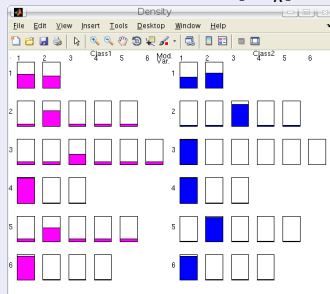 Density
File Edit View Insert Tools Desktop Window Help
Class1 Mod. Class2
1 2 3 4 5 6 Var. 1 2 3 4 5 6
1 1
2 2
3 3
4 4
5 5
6 6